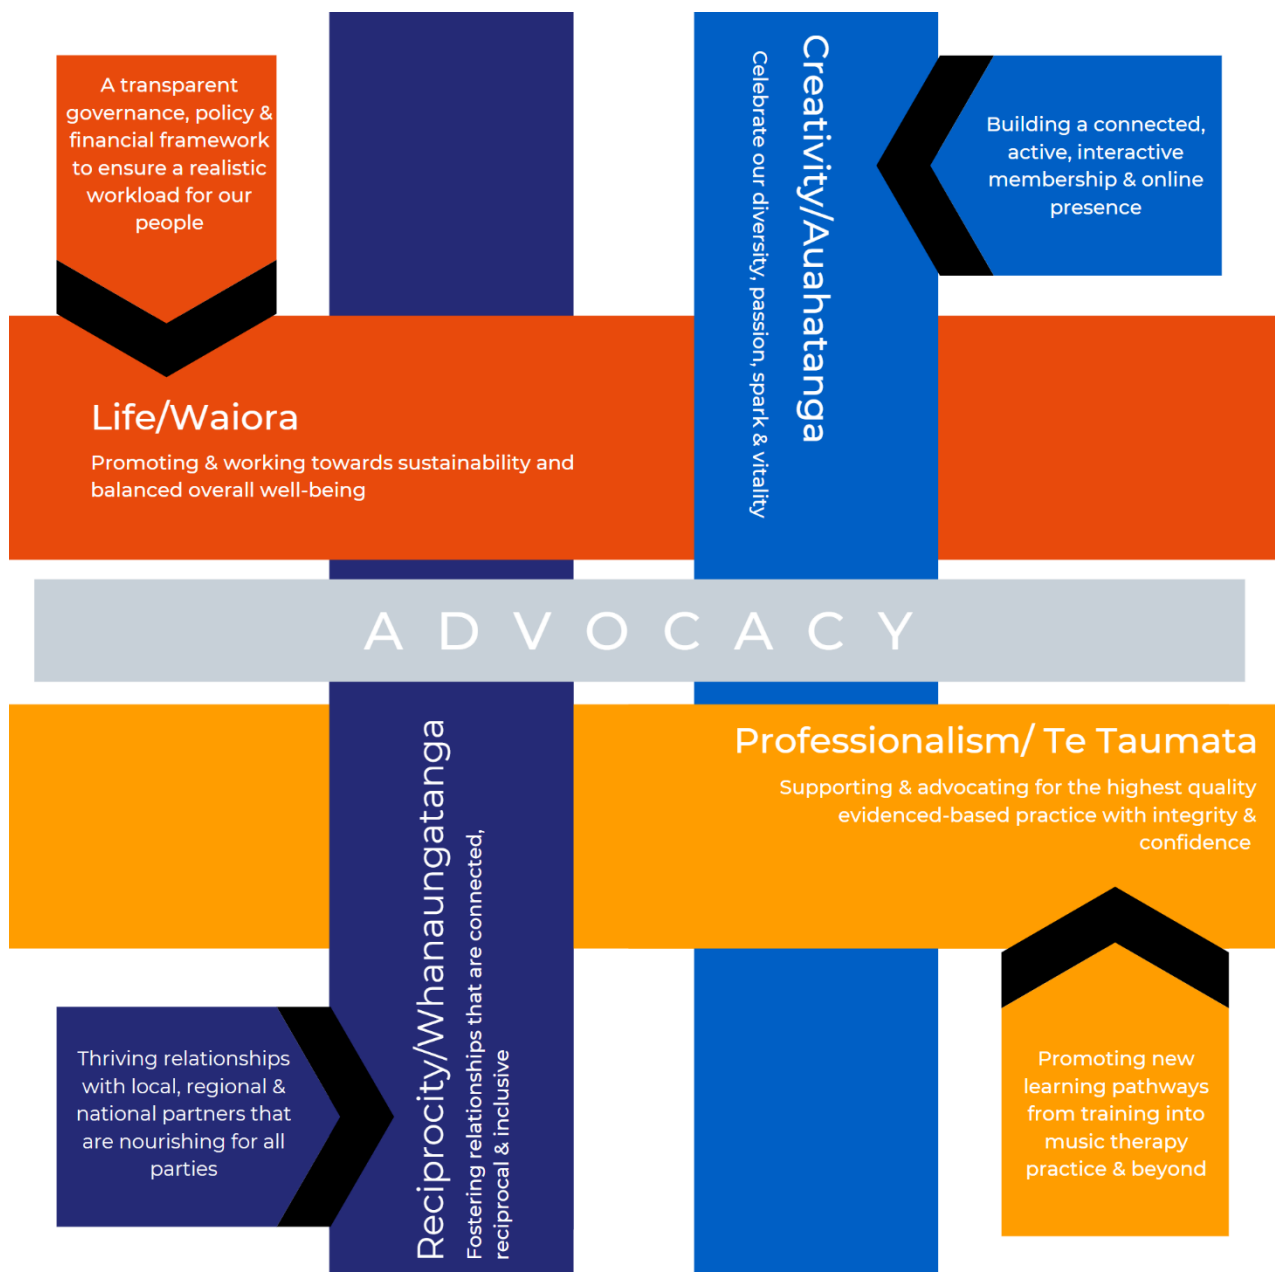 A transparent
governance, policy &
financial framework
to ensure a realistic
workload for our
people
Creativity/Auahatanga
Celebrate our diversity, passion, spark & vitality
Building a connected,
active, interactive
membership & online
presence
Life/Waiora
Promoting & working towards sustainability and
balanced overall well-being
ADVOCACY
Professionalism/ Te Taumata
Supporting & advocating for the highest quality
evidenced-based practice with integrity &
confidence
Reciprocity/Whanaungatanga
Fostering relationships that are connected,
reciprocal & inclusive
Thriving relationships
with local, regional &
national partners that
are nourishing for all
parties
Promoting new
learning pathways
from training into
music therapy
practice & beyond